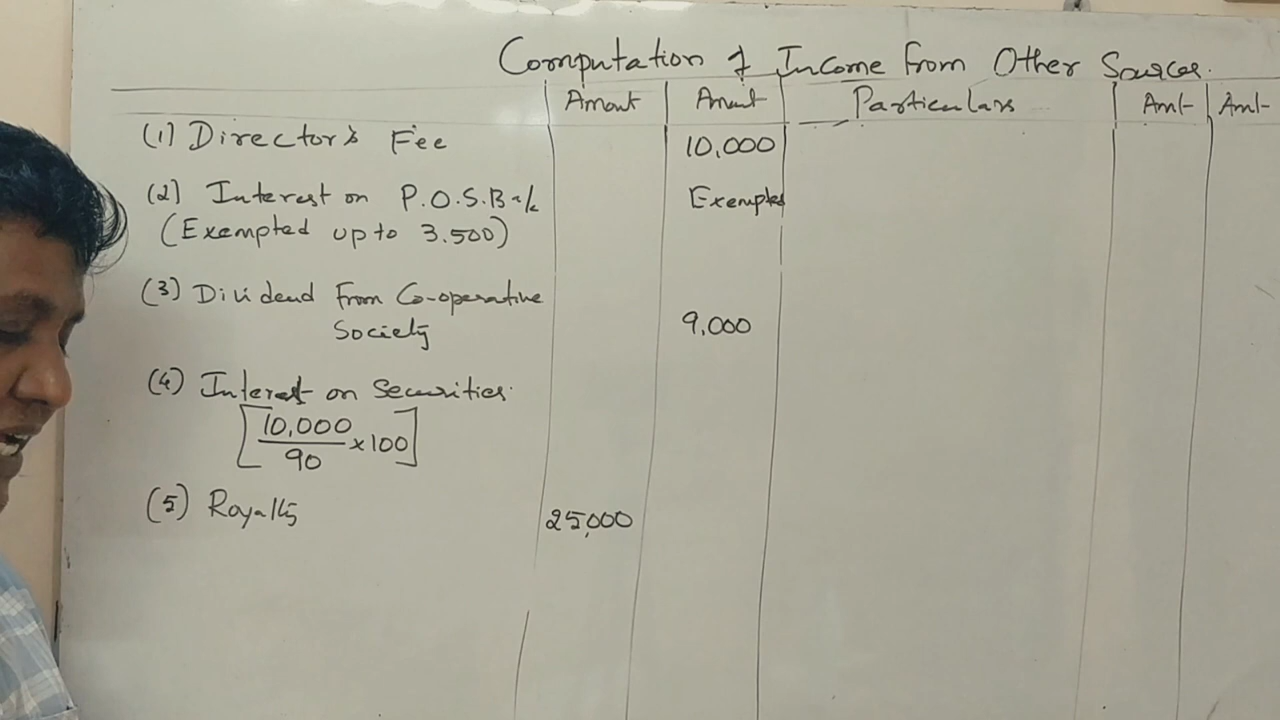 Computation of Income From Other Sources.
Amount Amount Particulars Amt Amt
(1) Director's Fee 10,000
(2) Interest on P.O.S.B a/c Exempted
(Exempted upto 3.500)
(3) Dividend From Co-operative
Society 9,000
(4) Interest on Securities.
[10,000
/90 ×100]
(5) Royalty 25,000